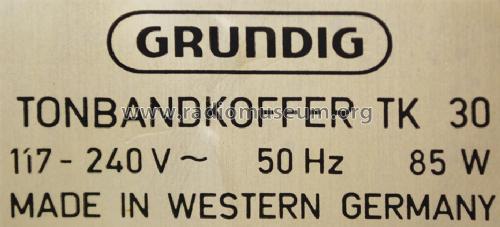 GRUNDIG
www.radiomuseum.org
TONBANDKOFFER TK 30
117 - 240 V ~ 50 Hz 85 W
MADE IN WESTERN GERMANY